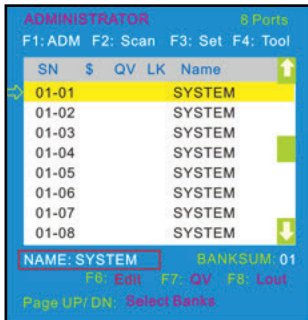 ADMINISTRATOR 8 Ports
F1: ADM F2: Scan F3: Set F4: Tool
SN $ QV LK Name
01-01 SYSTEM
01-02 SYSTEM
01-03 SYSTEM
01-04 SYSTEM
01-05 SYSTEM
01-06 SYSTEM
01-07 SYSTEM
01-08 SYSTEM
NAME: SYSTEM BANKSUM: 01
F6: Edit F7: QV F8: Lout
Page UP/ DN: Select Banks